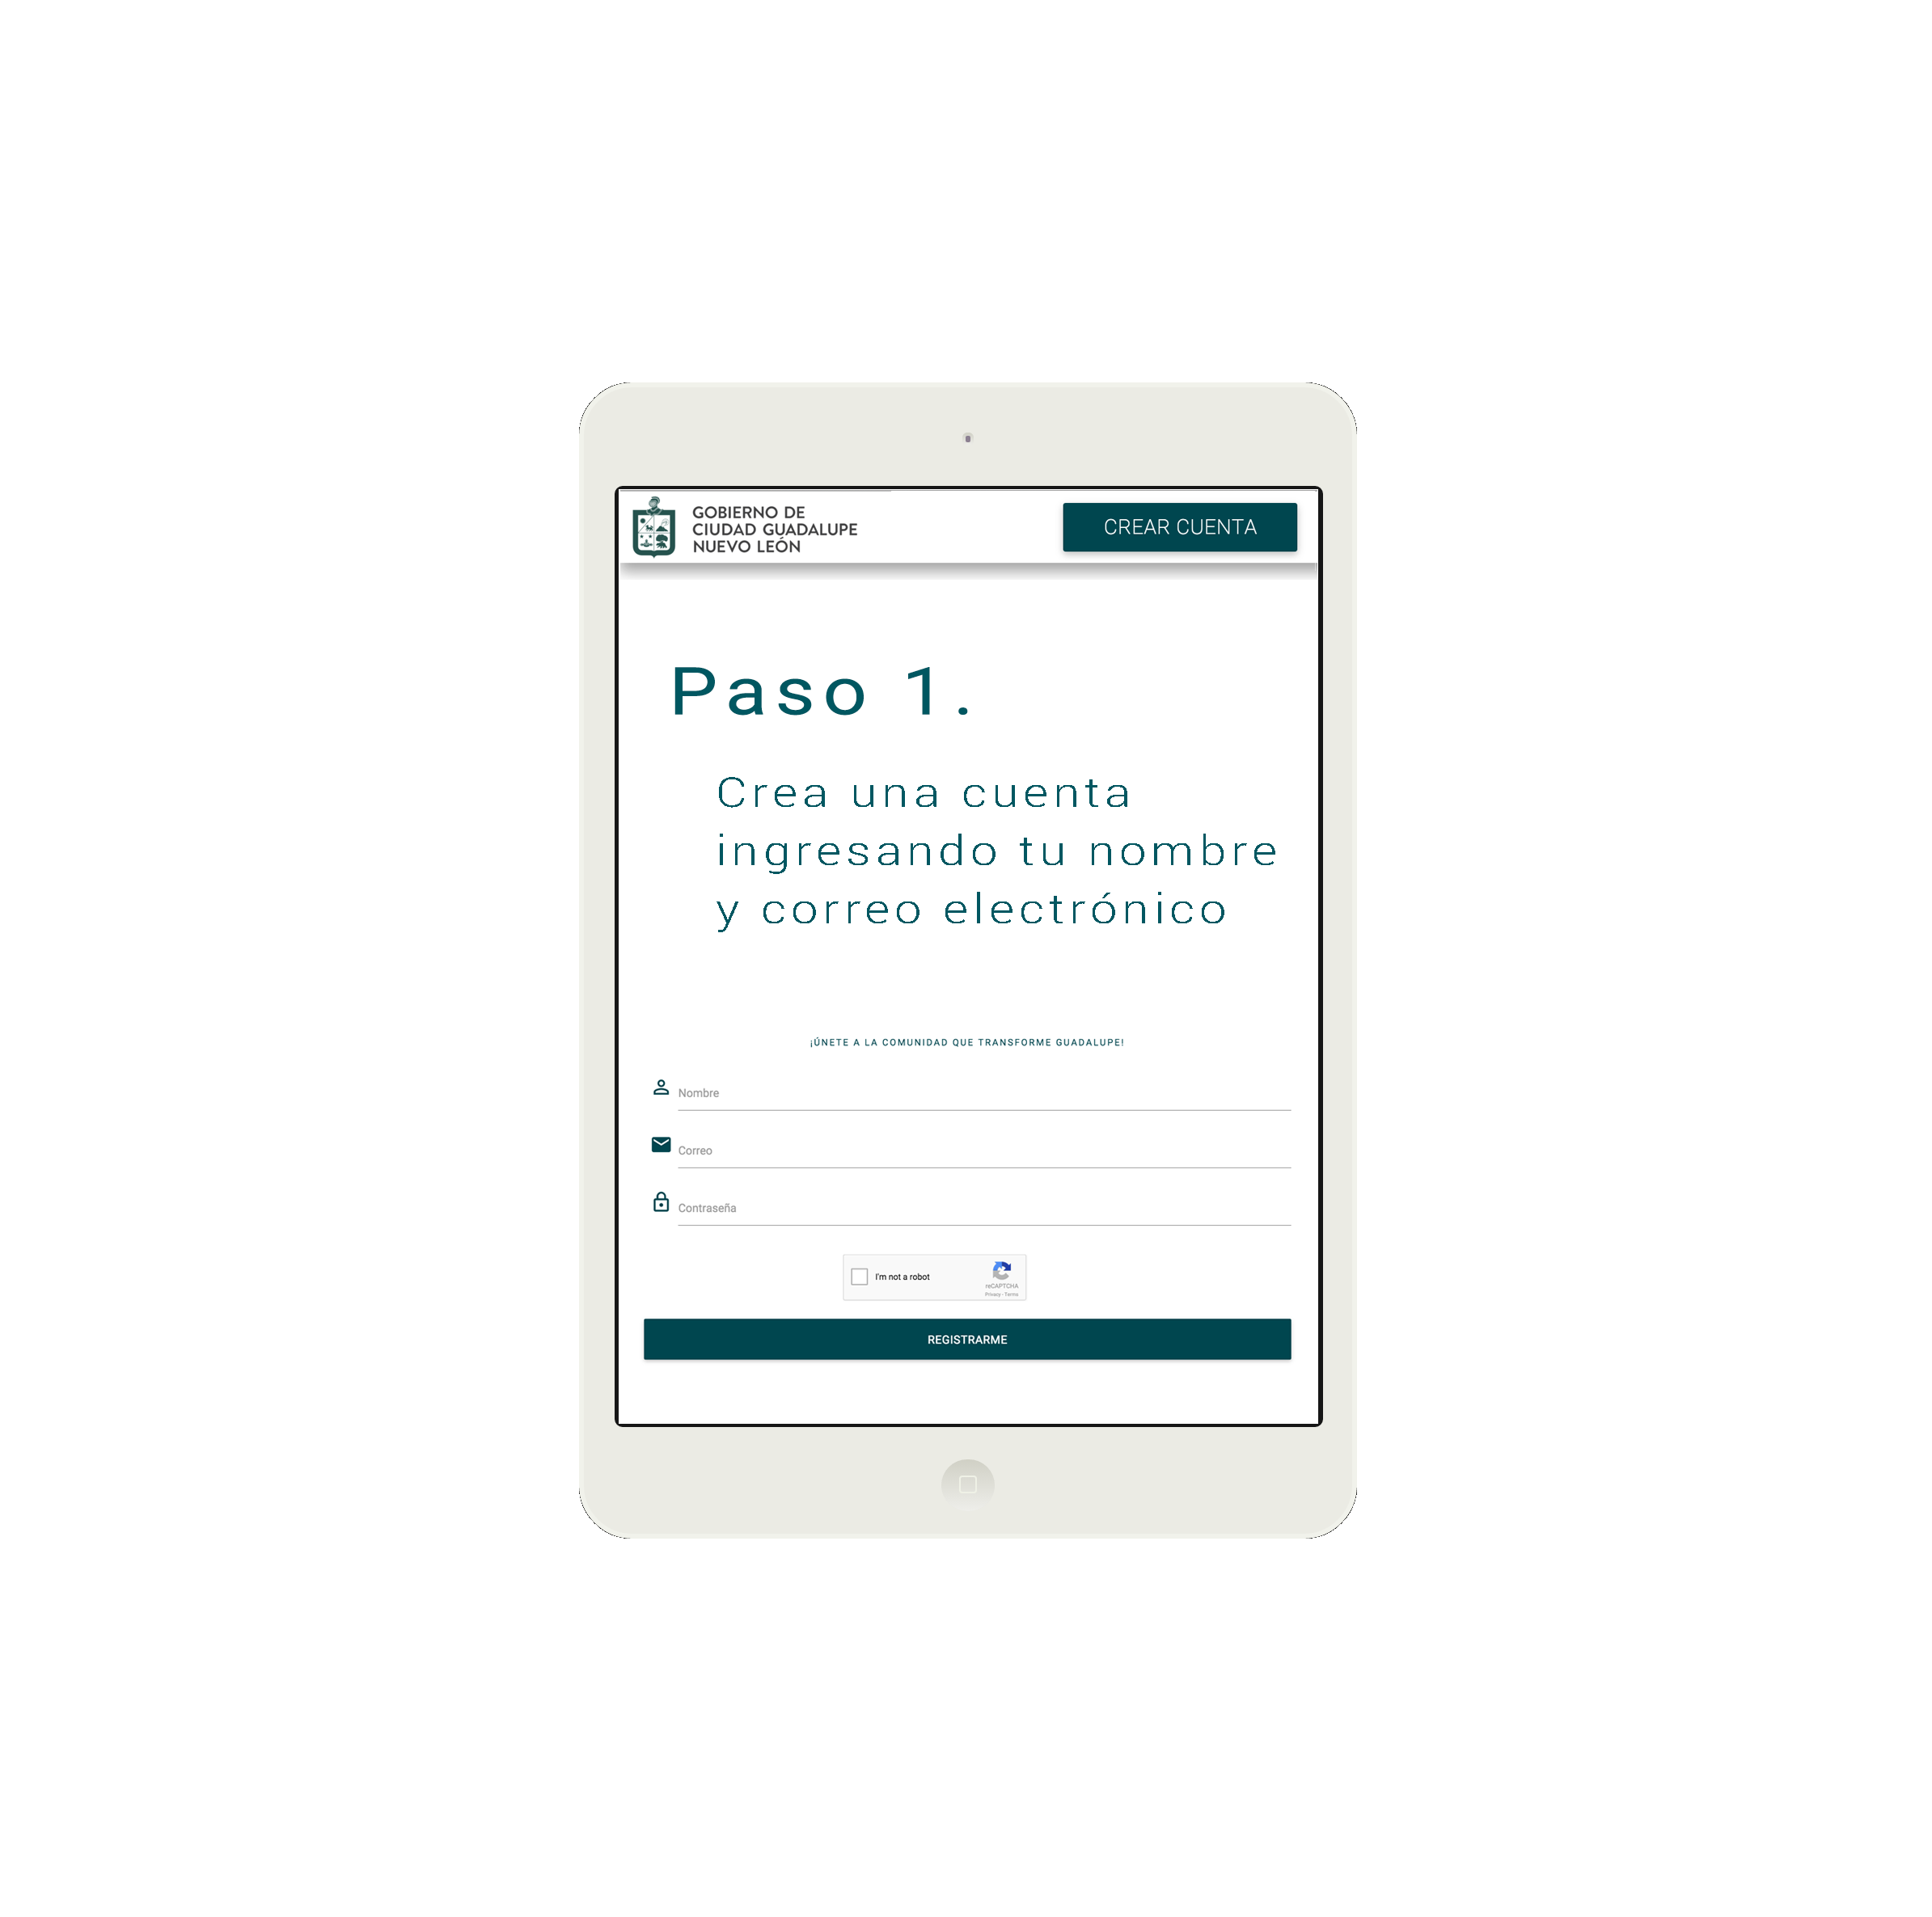 GOBIERNO DE
CIUDAD GUADALUPE
NUEVO LEÓN
CREAR CUENTA
Paso 1.
Crea una cuenta
ingresando tu nombre
y correo electrónico
¡ÚNETE A LA COMUNIDAD QUE TRANSFORME GUADALUPE!
Nombre
Correo
Contraseña
I'm not a robot
reCAPTCHA
Privacy - Terms
REGISTRARME